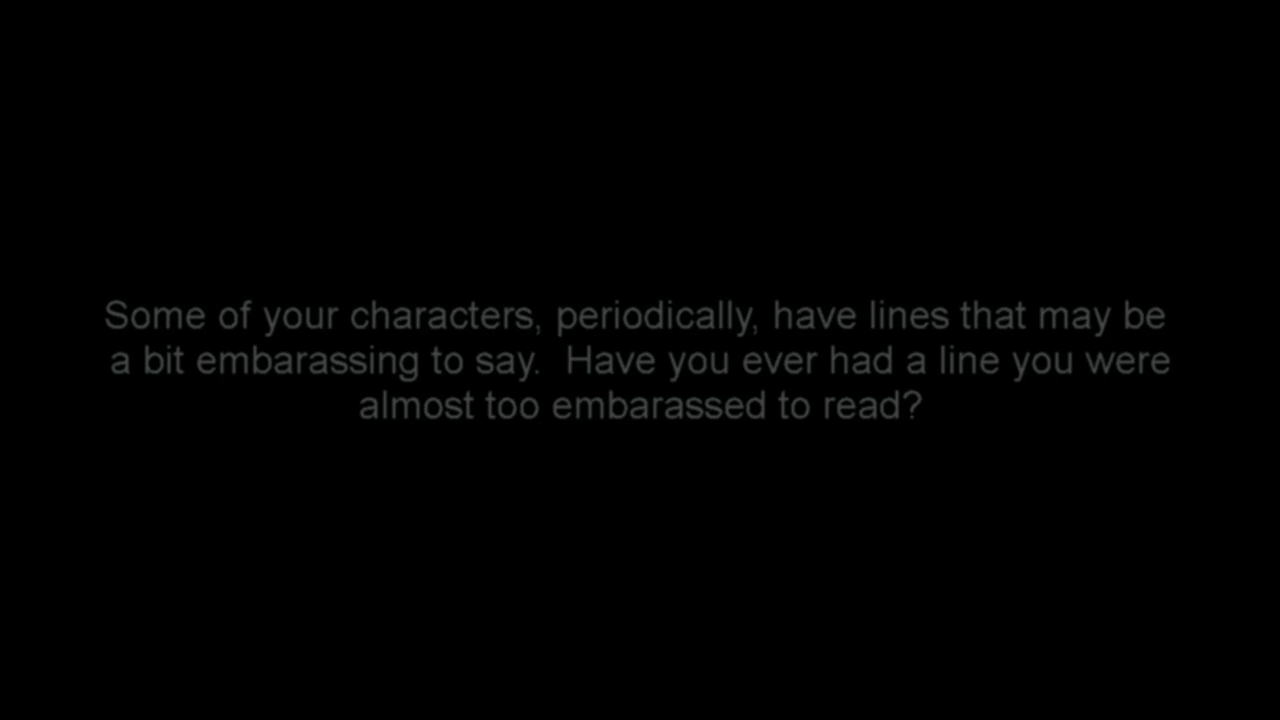 Some of your characters, periodically, have lines that may be
a bit embarassing to say.  Have you ever had a line you were
almost too embarassed to read?